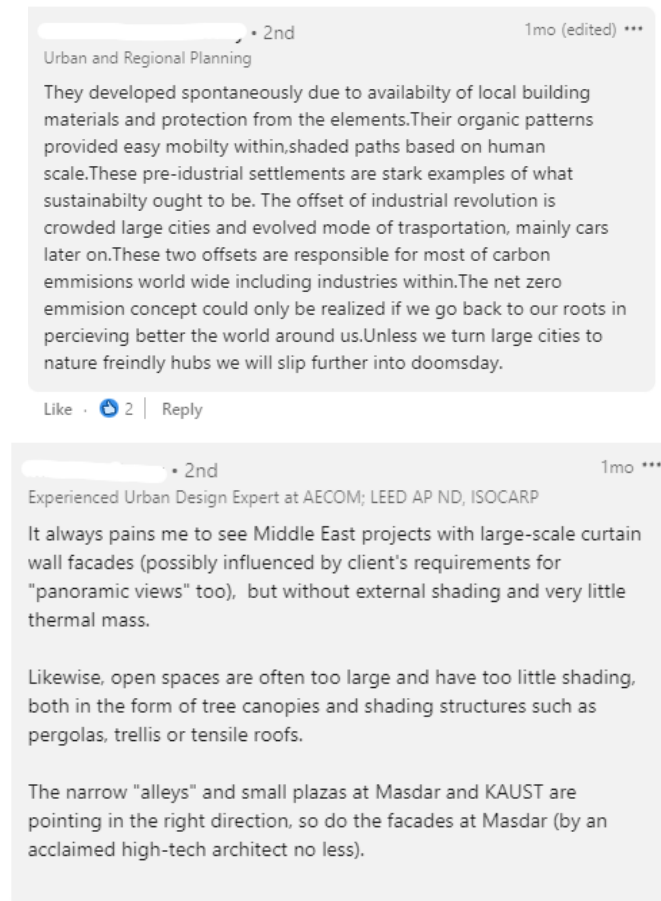 • 2nd
1mo (edited) •••
Urban and Regional Planning
They developed spontaneously due to availabilty of local building
materials and protection from the elements.Their organic patterns
provided easy mobilty within,shaded paths based on human
scale.These pre-idustrial settlements are stark examples of what
sustainabilty ought to be. The offset of industrial revolution is
crowded large cities and evolved mode of trasportation, mainly cars
later on.These two offsets are responsible for most of carbon
emmisions world wide including industries within.The net zero
emmision concept could only be realized if we go back to our roots in
percieving better the world around us.Unless we turn large cities to
nature freindly hubs we will slip further into doomsday.
Like · 2 | Reply
• 2nd
1mo •••
Experienced Urban Design Expert at AECOM; LEED AP ND, ISOCARP
It always pains me to see Middle East projects with large-scale curtain
wall facades (possibly influenced by client's requirements for
"panoramic views" too),  but without external shading and very little
thermal mass.
Likewise, open spaces are often too large and have too little shading,
both in the form of tree canopies and shading structures such as
pergolas, trellis or tensile roofs.
The narrow "alleys" and small plazas at Masdar and KAUST are
pointing in the right direction, so do the facades at Masdar (by an
acclaimed high-tech architect no less).